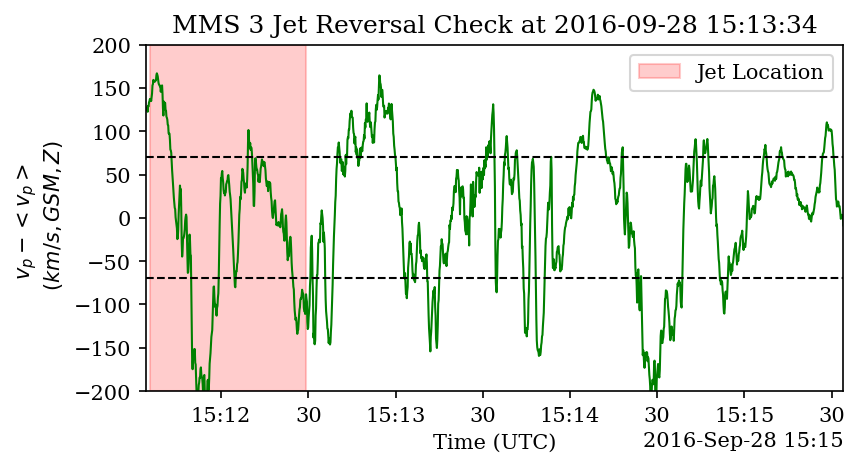 MMS 3 Jet Reversal Check at 2016-09-28 15:13:34
Jet Location
200
150
100
50
0
−50
−100
−150
−200
v_p − < v_p >
(km/s, GSM, Z)
15:12 30 15:13 30 15:14 30 15:15 30
Time (UTC)
2016-Sep-28 15:15